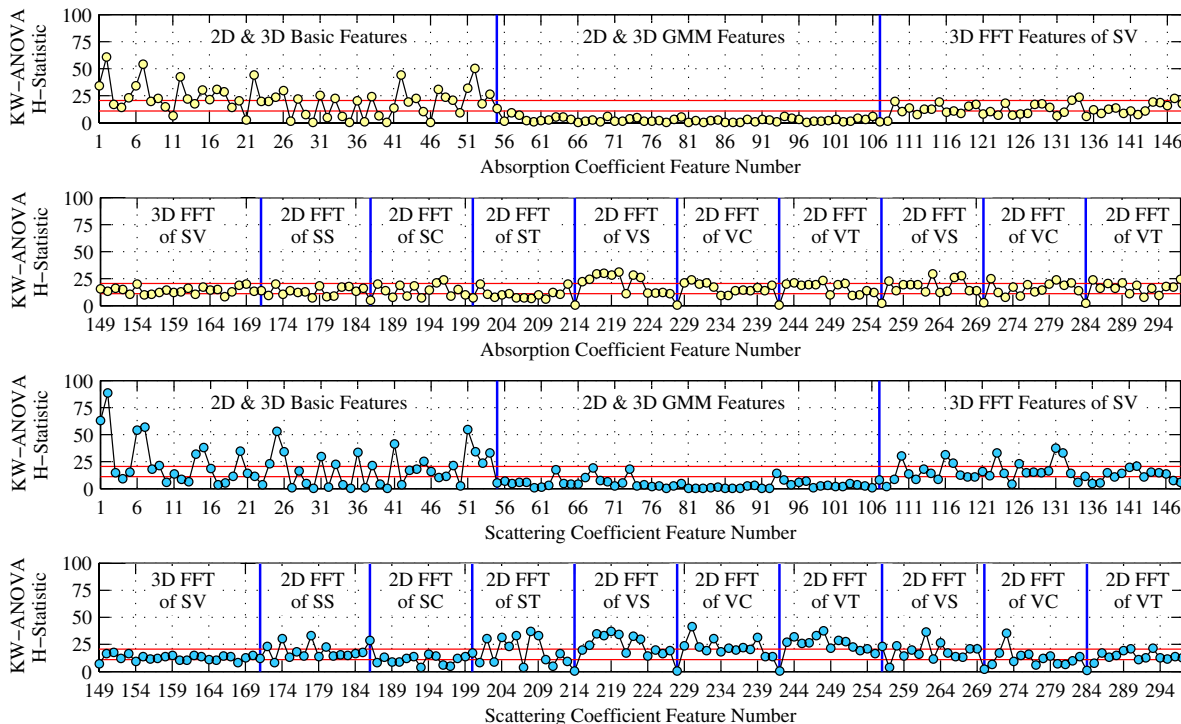 KW−ANOVA
H−Statistic
100
75
50
25
0
2D & 3D Basic Features
2D & 3D GMM Features
3D FFT Features of SV
1 6 11 16 21 26 31 36 41 46 51 56 61 66 71 76 81 86 91 96 101 106 111 116 121 126 131 136 141 146
Absorption Coefficient Feature Number
KW−ANOVA
H−Statistic
100
75
50
25
0
3D FFT 2D FFT 2D FFT 2D FFT 2D FFT 2D FFT 2D FFT 2D FFT 2D FFT 2D FFT
of SV of SS of SC of ST of VS of VC of VT of VS of VC of VT
149 154 159 164 169 174 179 184 189 194 199 204 209 214 219 224 229 234 239 244 249 254 259 264 269 274 279 284 289 294
Absorption Coefficient Feature Number
KW−ANOVA
H−Statistic
100
75
50
25
0
2D & 3D Basic Features
2D & 3D GMM Features
3D FFT Features of SV
1 6 11 16 21 26 31 36 41 46 51 56 61 66 71 76 81 86 91 96 101 106 111 116 121 126 131 136 141 146
Scattering Coefficient Feature Number
KW−ANOVA
H−Statistic
100
75
50
25
0
3D FFT 2D FFT 2D FFT 2D FFT 2D FFT 2D FFT 2D FFT 2D FFT 2D FFT 2D FFT
of SV of SS of SC of ST of VS of VC of VT of VS of VC of VT
149 154 159 164 169 174 179 184 189 194 199 204 209 214 219 224 229 234 239 244 249 254 259 264 269 274 279 284 289 294
Scattering Coefficient Feature Number